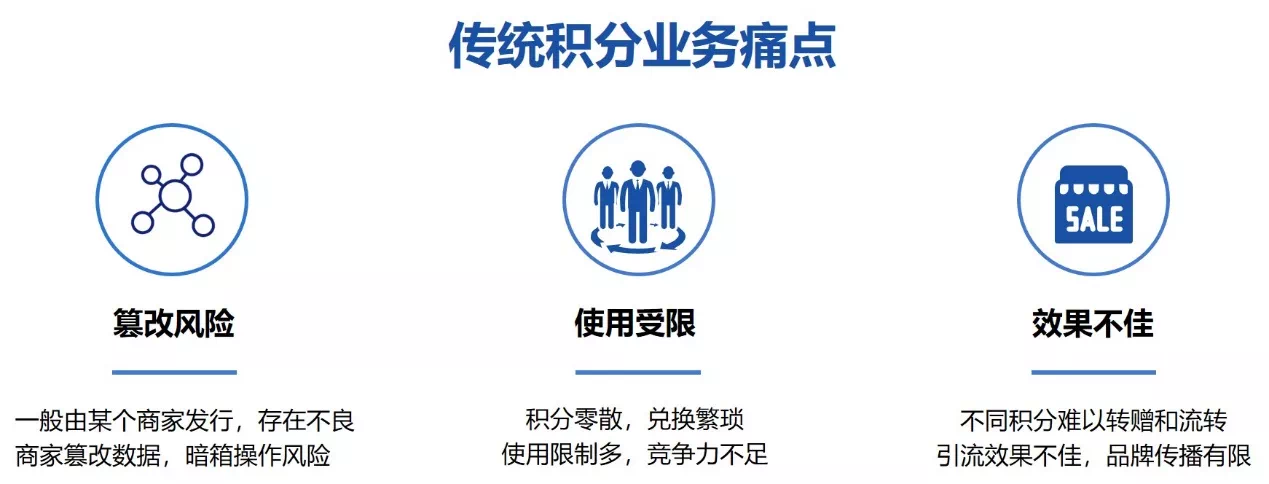 传统积分业务痛点
SALE
篡改风险
使用受限
效果不佳
一般由某个商家发行，存在不良
商家篡改数据，暗箱操作风险
积分零散，兑换繁琐
使用限制多，竞争力不足
不同积分难以转赠和流转
引流效果不佳，品牌传播有限